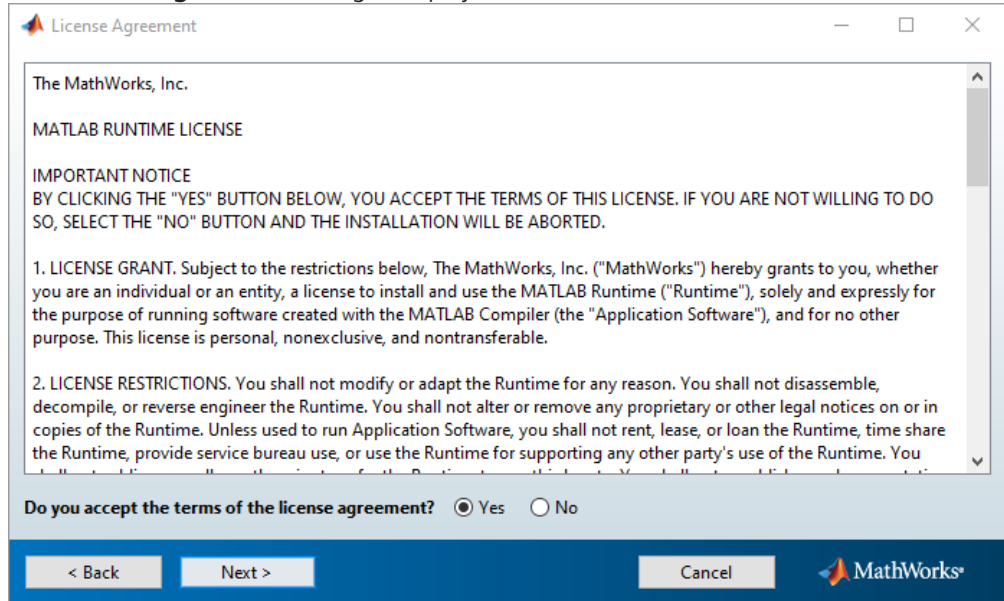 License Agreement
The MathWorks, Inc.
MATLAB RUNTIME LICENSE
IMPORTANT NOTICE
BY CLICKING THE "YES" BUTTON BELOW, YOU ACCEPT THE TERMS OF THIS LICENSE. IF YOU ARE NOT WILLING TO DO
SO, SELECT THE "NO" BUTTON AND THE INSTALLATION WILL BE ABORTED.
1. LICENSE GRANT. Subject to the restrictions below, The MathWorks, Inc. ("MathWorks") hereby grants to you, whether
you are an individual or an entity, a license to install and use the MATLAB Runtime ("Runtime"), solely and expressly for
the purpose of running software created with the MATLAB Compiler (the "Application Software"), and for no other
purpose. This license is personal, nonexclusive, and nontransferable.
2. LICENSE RESTRICTIONS. You shall not modify or adapt the Runtime for any reason. You shall not disassemble,
decompile, or reverse engineer the Runtime. You shall not alter or remove any proprietary or other legal notices on or in
copies of the Runtime. Unless used to run Application Software, you shall not rent, lease, or loan the Runtime, time share
the Runtime, provide service bureau use, or use the Runtime for supporting any other party's use of the Runtime. You
Do you accept the terms of the license agreement? Yes No
< Back Next > Cancel MathWorks®